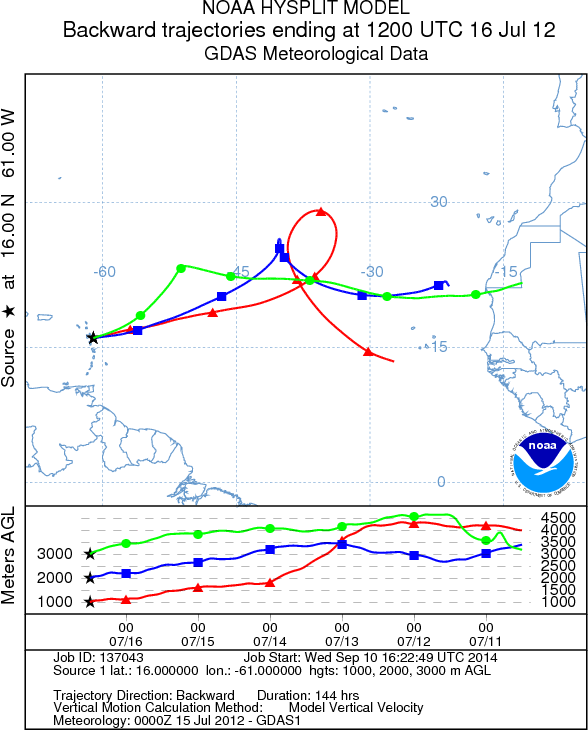 NOAA HYSPLIT MODEL
Backward trajectories ending at 1200 UTC 16 Jul 12
GDAS Meteorological Data
Source ★ at 16.00 N 61.00 W
30
-60 -45 -30 -15
15
0
noaa
Meters AGL
3000
2000
1000
4500
4000
3500
3000
2500
2000
1500
1000
00 00 00 00 00 00
07/16 07/15 07/14 07/13 07/12 07/11
Job ID: 137043 Job Start: Wed Sep 10 16:22:49 UTC 2014
Source 1 lat.: 16.000000 lon.: -61.000000 hgts: 1000, 2000, 3000 m AGL
Trajectory Direction: Backward Duration: 144 hrs
Vertical Motion Calculation Method: Model Vertical Velocity
Meteorology: 0000Z 15 Jul 2012 - GDAS1